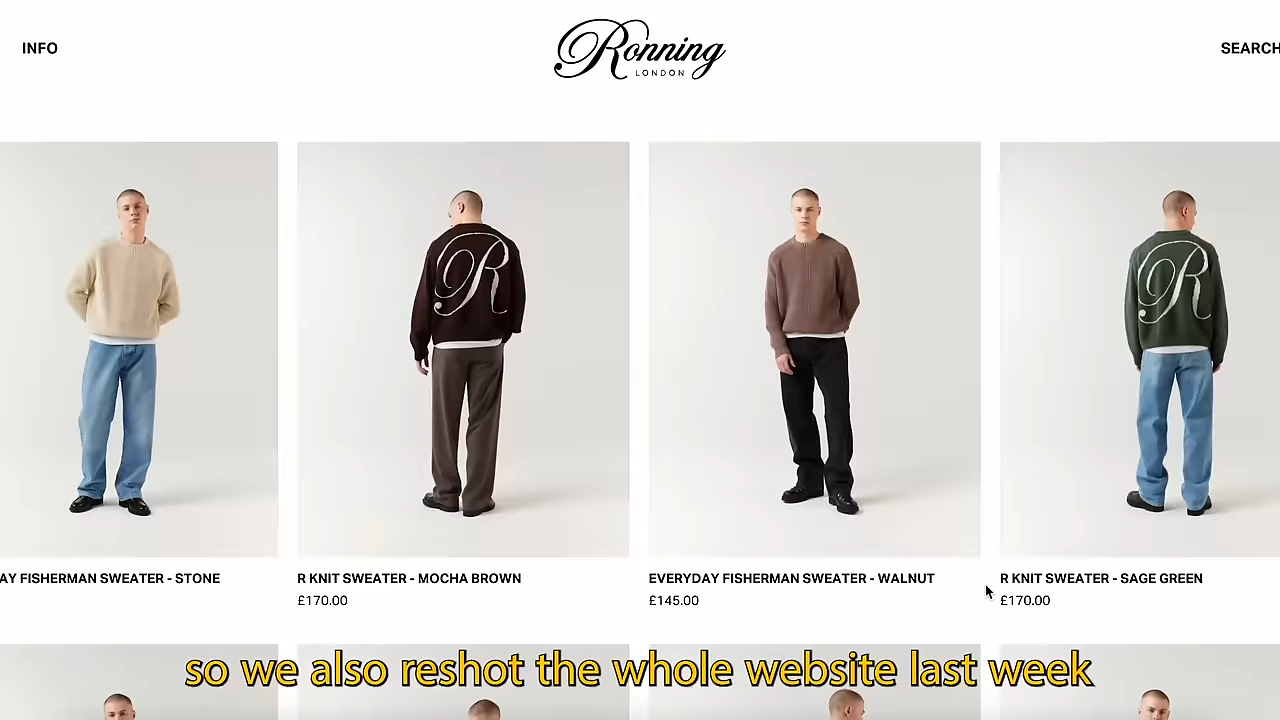 INFO
Ronning
LONDON
SEARCH
AY FISHERMAN SWEATER - STONE
R KNIT SWEATER - MOCHA BROWN
£170.00
EVERYDAY FISHERMAN SWEATER - WALNUT
£145.00
R KNIT SWEATER - SAGE GREEN
£170.00
so we also reshot the whole website last week